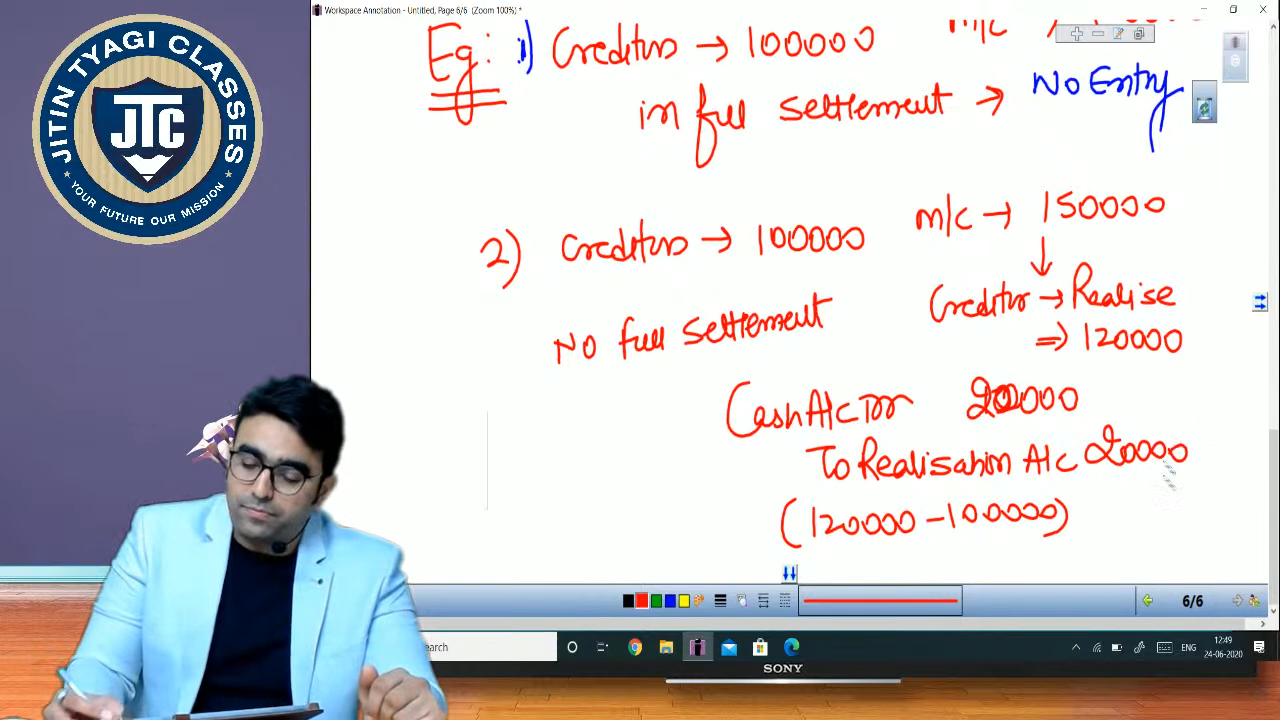 Workspace Annotation - Untitled, Page 6/6 (Zoom 100%) *
JITIN TYAGI CLASSES
JTC
• YOUR FUTURE OUR MISSION •
Eg: 1) Creditors → 100000 m/c
in full settlement → No Entry
2) Creditors → 100000 m/c → 150000
↓
No full settlement Creditor → Realise
⇒ 120000
Cash A/c Dr 20000
To Realisation A/c 20000
(120000 - 100000)
6/6
earch
ENG
12:49
24-06-2020
SONY